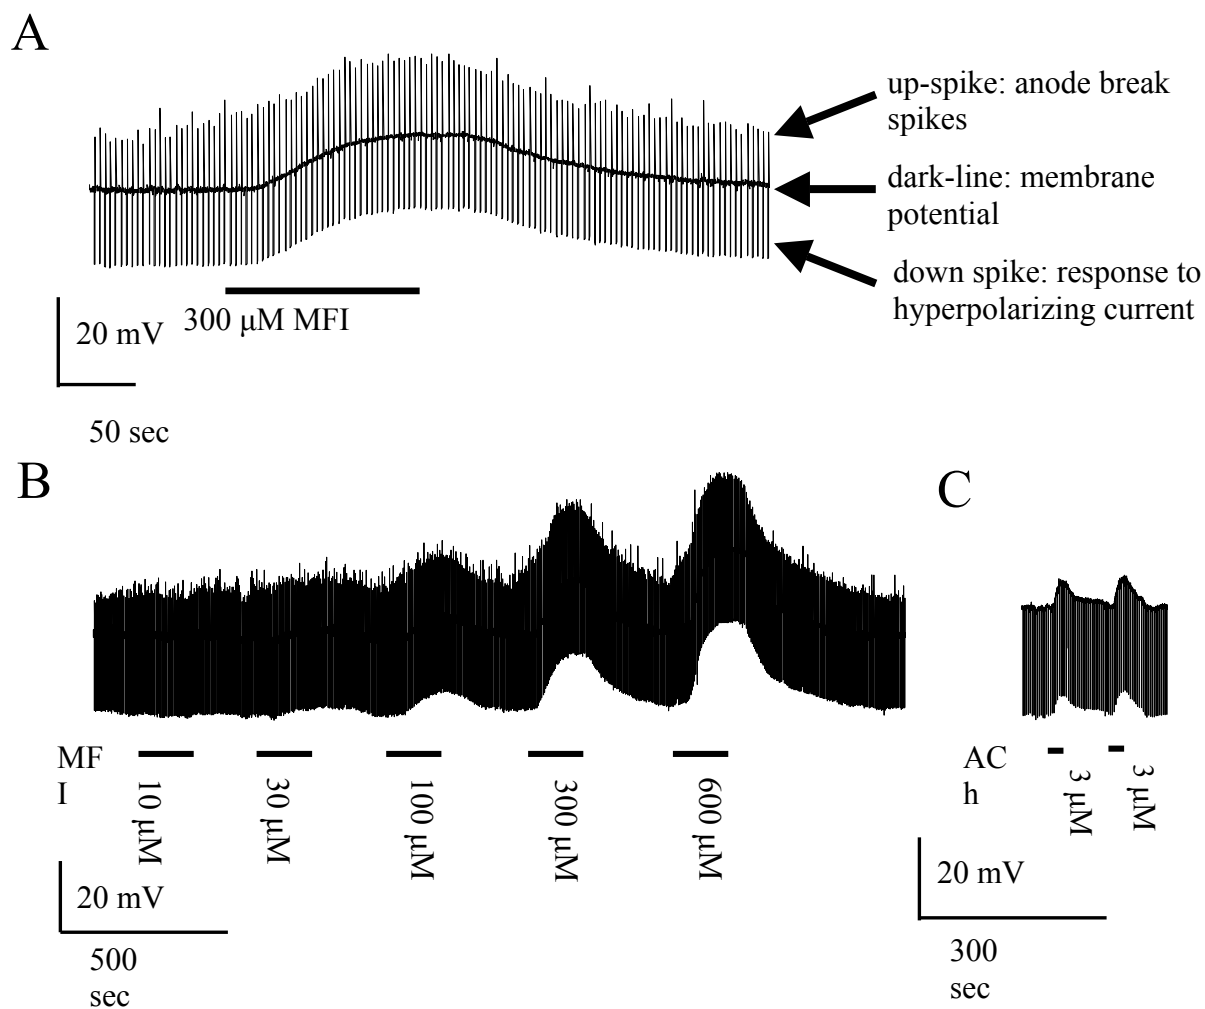 A
up-spike: anode break
spikes
dark-line: membrane
potential
down spike: response to
hyperpolarizing current
300 μM MFI
20 mV
50 sec
B
C
MF
I
10 μM
30 μM
100 μM
300 μM
600 μM
AC
h
3 μM
3 μM
20 mV
500
sec
20 mV
300
sec